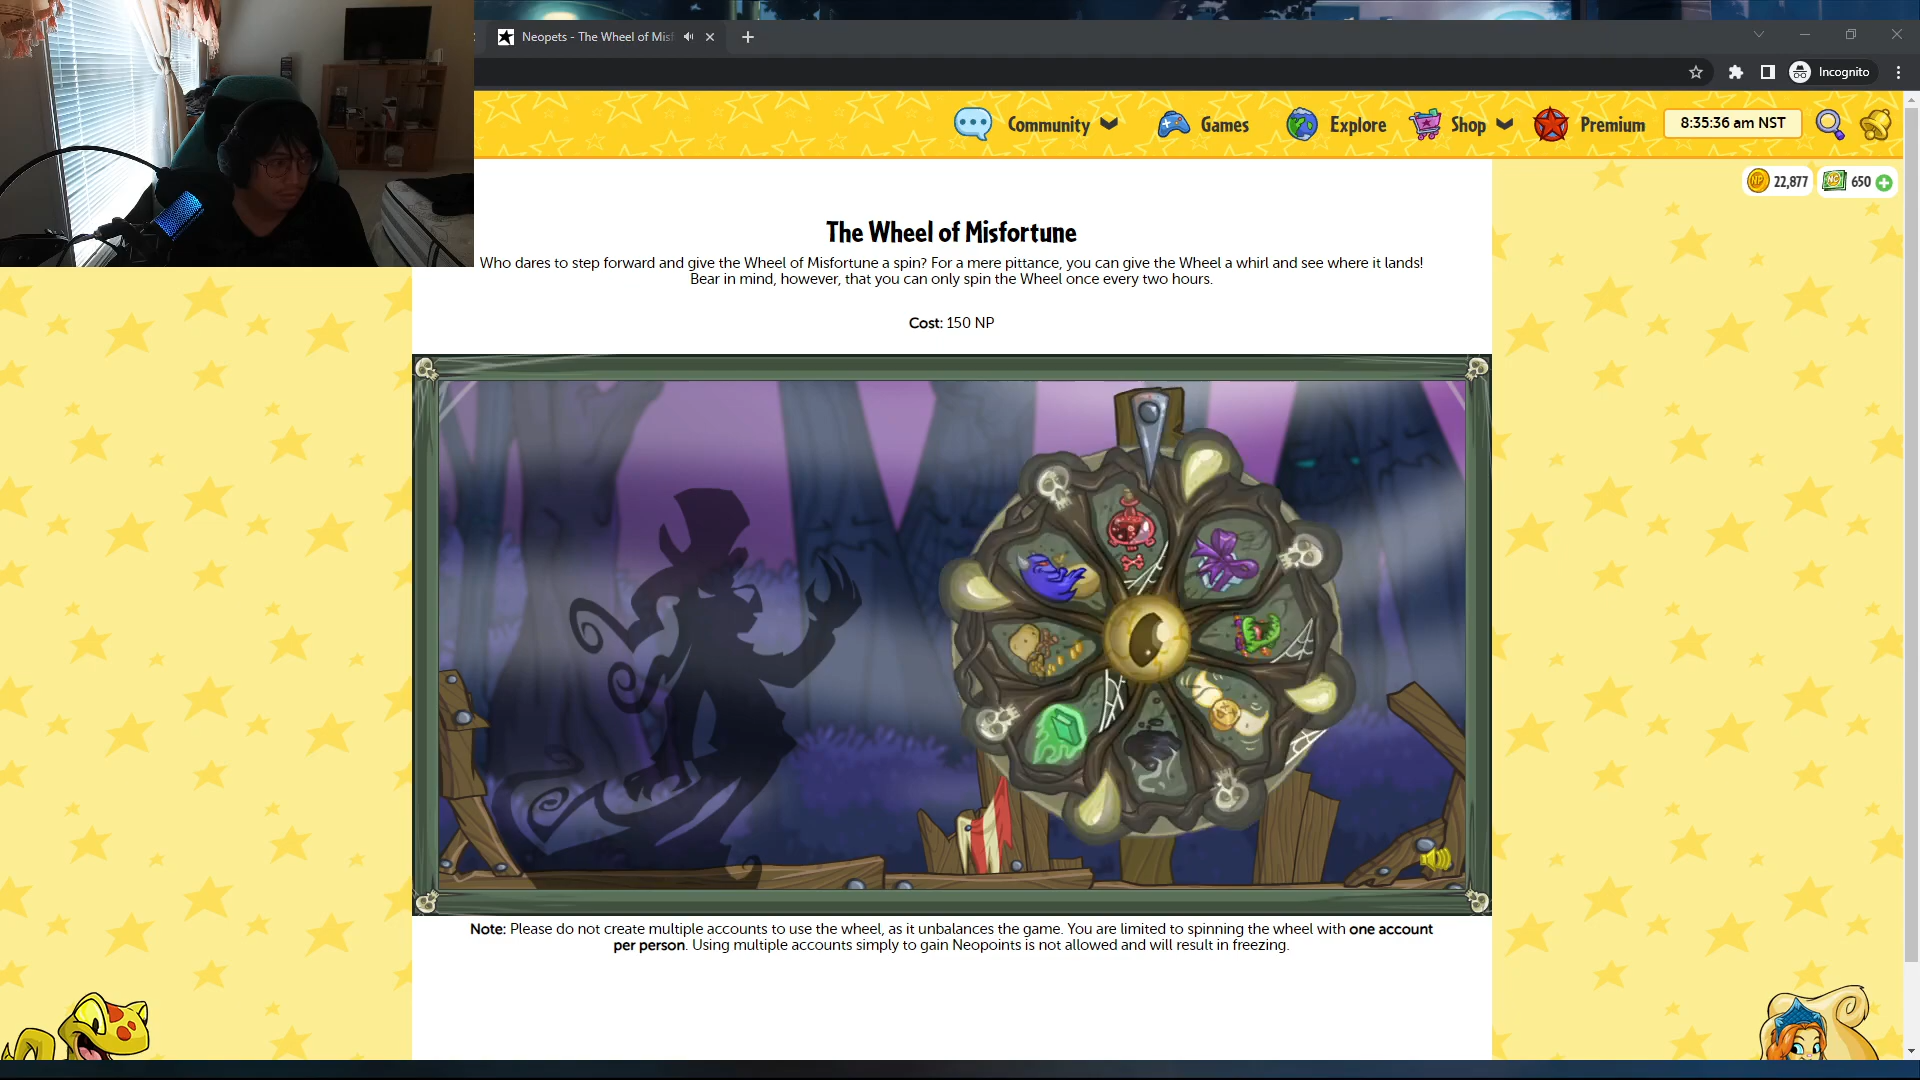 Neopets - The Wheel of Mis
Incognito
Community
Games
Explore
Shop
Premium
8:35:36 am NST
NP 22,877
NC 650
The Wheel of Misfortune
Who dares to step forward and give the Wheel of Misfortune a spin? For a mere pittance, you can give the Wheel a whirl and see where it lands!
Bear in mind, however, that you can only spin the Wheel once every two hours.
Cost: 150 NP
Note: Please do not create multiple accounts to use the wheel, as it unbalances the game. You are limited to spinning the wheel with one account
per person. Using multiple accounts simply to gain Neopoints is not allowed and will result in freezing.